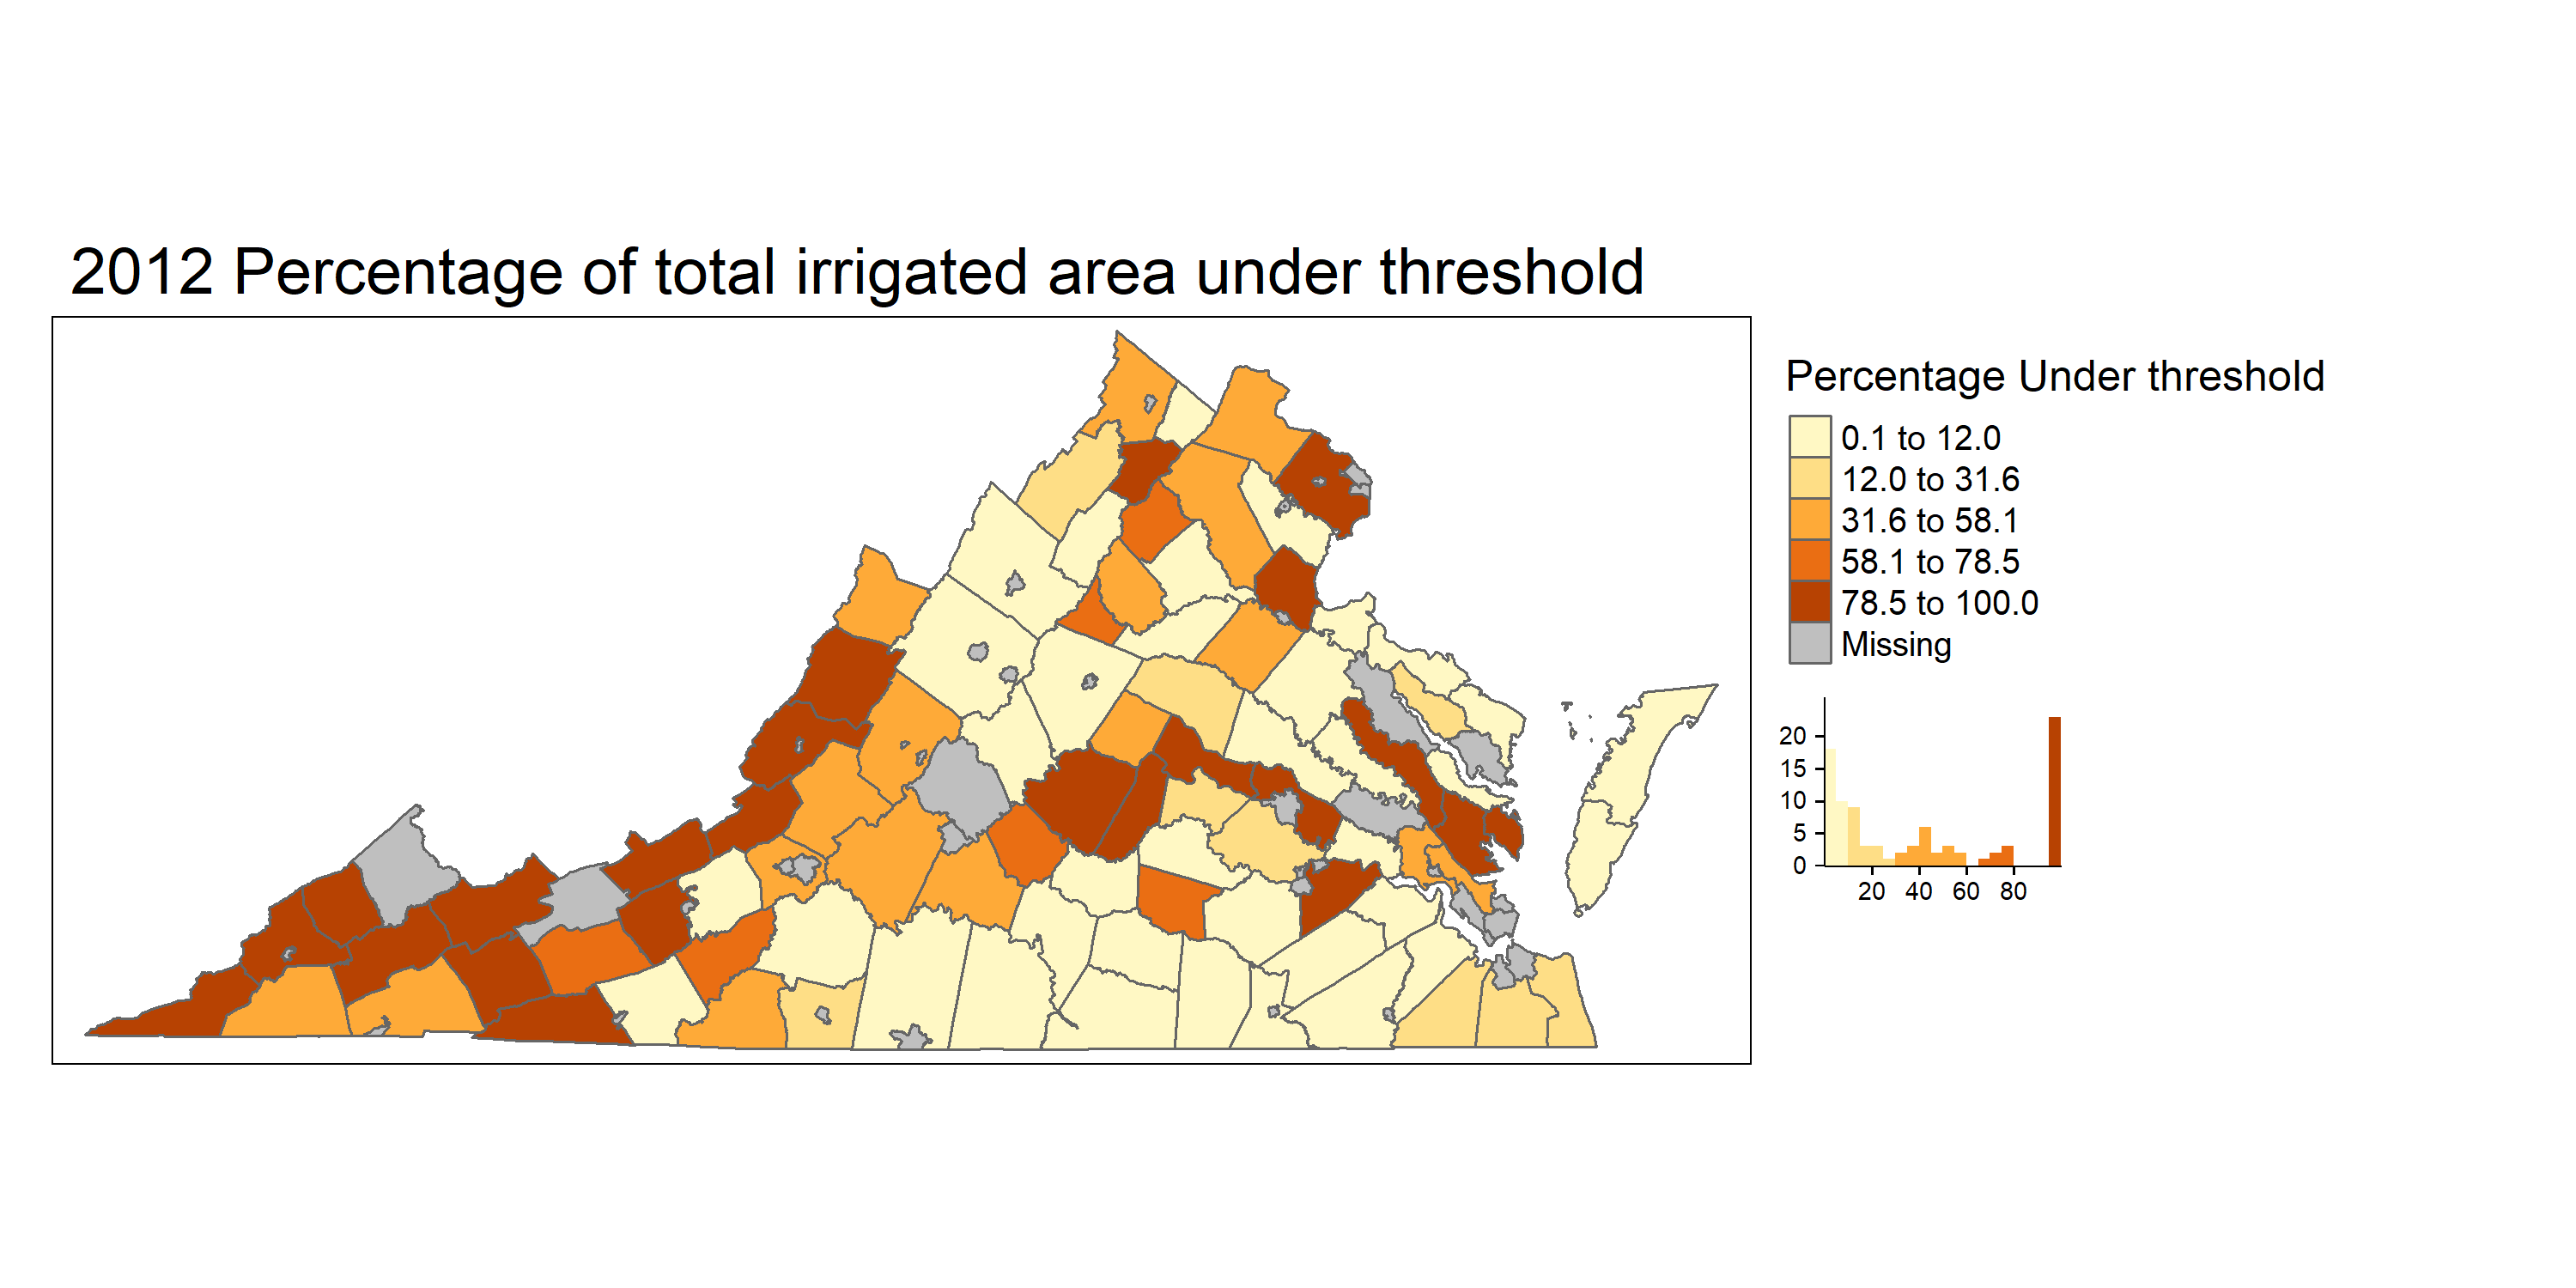 2012 Percentage of total irrigated area under threshold
Percentage Under threshold
0.1 to 12.0
12.0 to 31.6
31.6 to 58.1
58.1 to 78.5
78.5 to 100.0
Missing
20
15
10
5
0
20 40 60 80